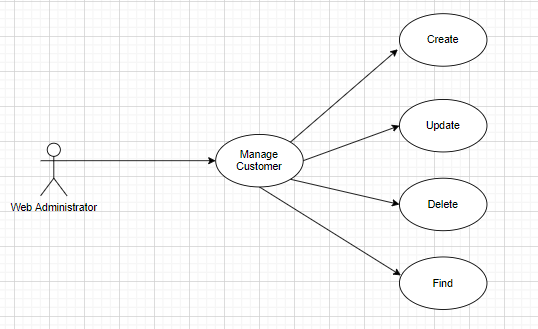 Create
Update
Manage
Customer
Web Administrator
Delete
Find